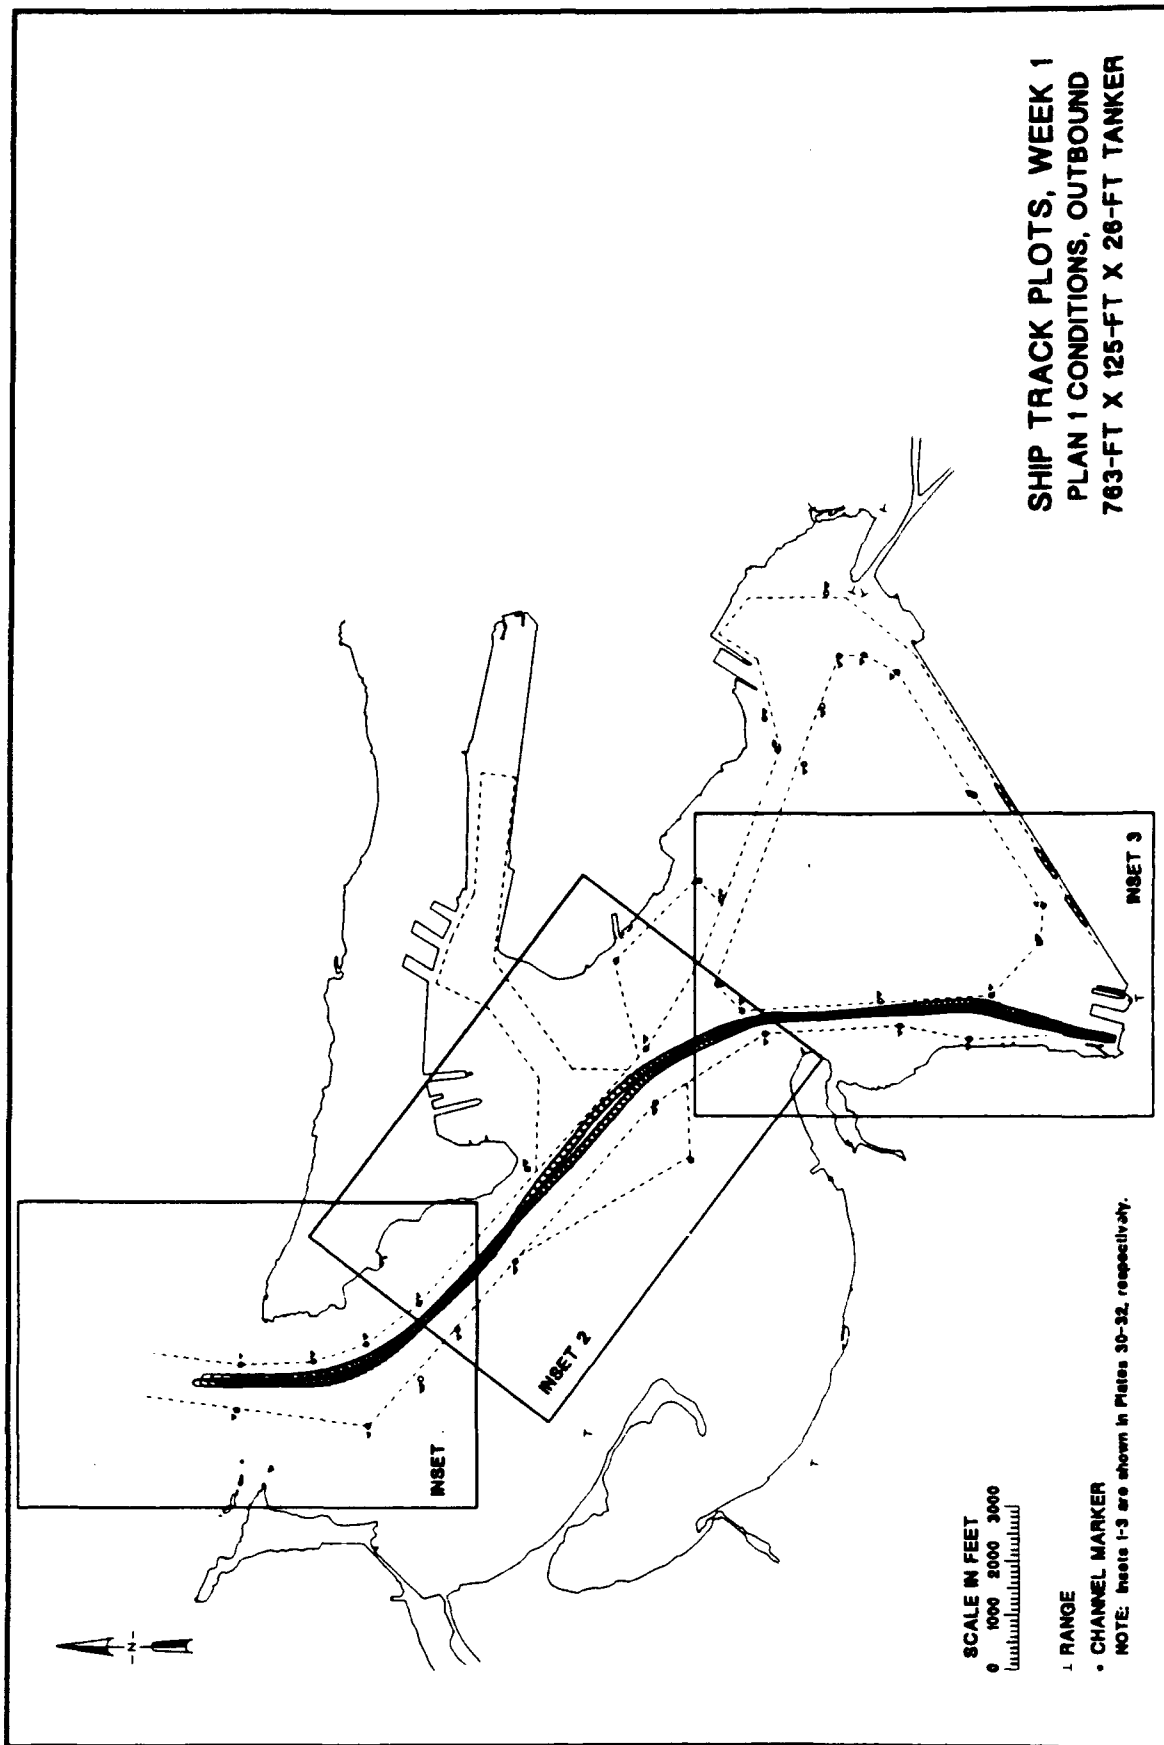 SHIP TRACK PLOTS, WEEK 1
PLAN 1 CONDITIONS, OUTBOUND
763-FT X 125-FT X 26-FT TANKER
INSET
INSET 2
INSET 3
N
SCALE IN FEET
0 1000 2000 3000
RANGE
• CHANNEL MARKER
NOTE: Insets 1-3 are shown in Plates 30-32, respectively.